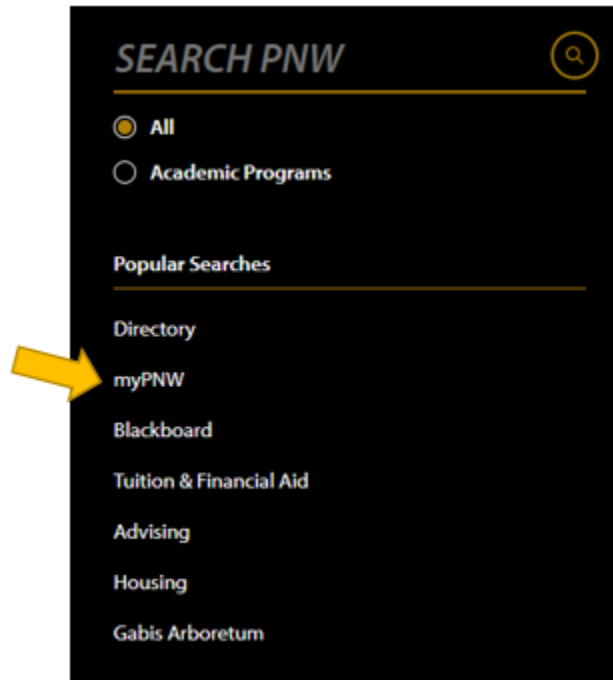 SEARCH PNW
All
Academic Programs
Popular Searches
Directory
myPNW
Blackboard
Tuition & Financial Aid
Advising
Housing
Gabis Arboretum